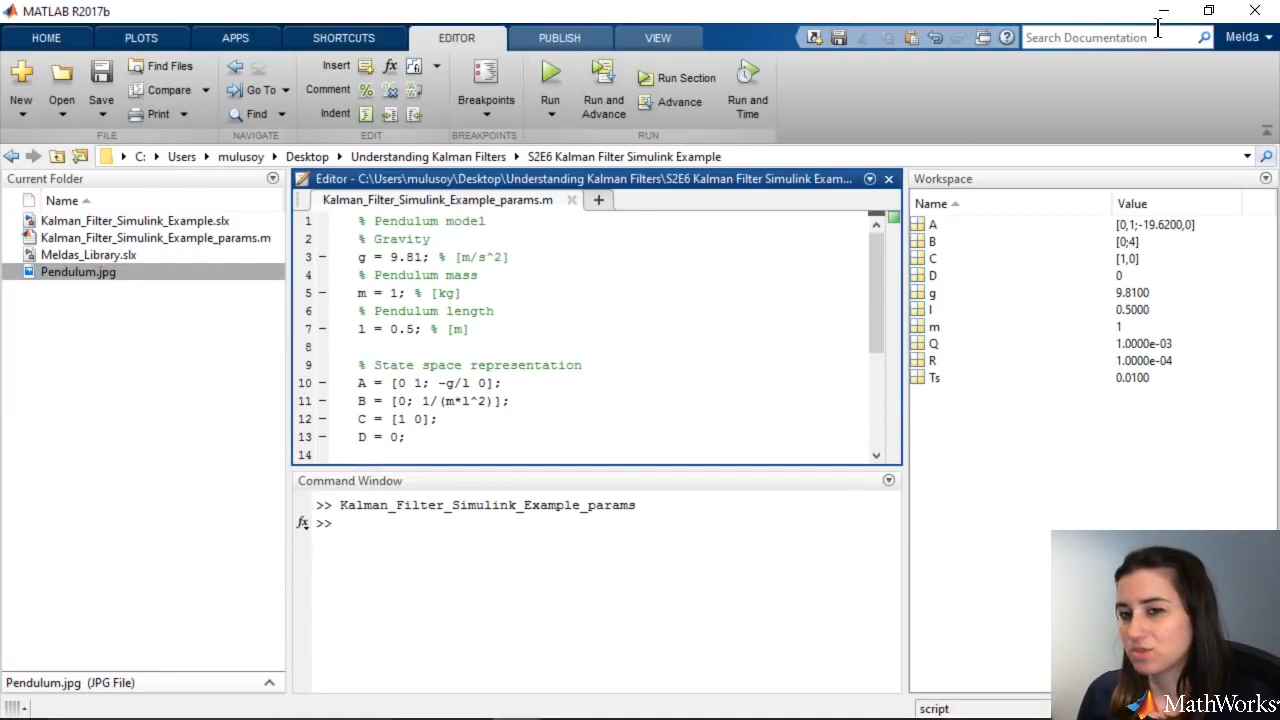 MATLAB R2017b
HOME PLOTS APPS SHORTCUTS EDITOR PUBLISH VIEW Search Documentation Melda
New Open Save Find Files Compare Print Go To Find Insert Comment Indent Breakpoints Run Run and Advance Run Section Advance Run and Time
FILE NAVIGATE EDIT BREAKPOINTS RUN
C: Users mulusoy Desktop Understanding Kalman Filters S2E6 Kalman Filter Simulink Example
Current Folder
Name
Kalman_Filter_Simulink_Example.slx
Kalman_Filter_Simulink_Example_params.m
Meldas_Library.slx
Pendulum.jpg
Pendulum.jpg (JPG File)
Editor - C:\Users\mulusoy\Desktop\Understanding Kalman Filters\S2E6 Kalman Filter Simulink Exam...
Kalman_Filter_Simulink_Example_params.m
1 % Pendulum model
2 % Gravity
3 – g = 9.81; % [m/s^2]
4 % Pendulum mass
5 – m = 1; % [kg]
6 % Pendulum length
7 – l = 0.5; % [m]
8
9 % State space representation
10 – A = [0 1; -g/l 0];
11 – B = [0; 1/(m*l^2)];
12 – C = [1 0];
13 – D = 0;
14
Command Window
>> Kalman_Filter_Simulink_Example_params
fx >>
Workspace
Name Value
A [0,1;-19.6200,0]
B [0;4]
C [1,0]
D 0
g 9.8100
l 0.5000
m 1
Q 1.0000e-03
R 1.0000e-04
Ts 0.0100
script
MathWorks